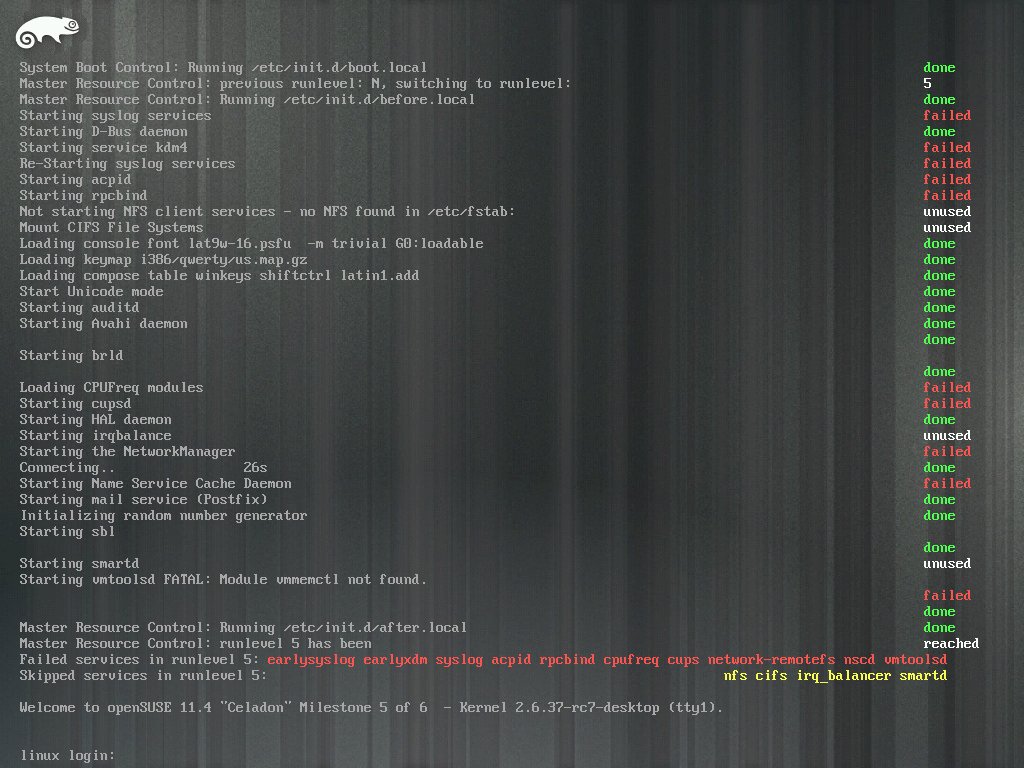 System Boot Control: Running /etc/init.d/boot.local done
Master Resource Control: previous runlevel: N, switching to runlevel: 5
Master Resource Control: Running /etc/init.d/before.local done
Starting syslog services failed
Starting D-Bus daemon done
Starting service kdm4 failed
Re-Starting syslog services failed
Starting acpid failed
Starting rpcbind failed
Not starting NFS client services - no NFS found in /etc/fstab: unused
Mount CIFS File Systems unused
Loading console font lat9w-16.psfu  -m trivial G0:loadable done
Loading keymap i386/qwerty/us.map.gz done
Loading compose table winkeys shiftctrl latin1.add done
Start Unicode mode done
Starting auditd done
Starting Avahi daemon done
done
Starting brld
done
Loading CPUFreq modules failed
Starting cupsd failed
Starting HAL daemon done
Starting irqbalance unused
Starting the NetworkManager failed
Connecting.. 26s done
Starting Name Service Cache Daemon failed
Starting mail service (Postfix) done
Initializing random number generator done
Starting sbl
done
Starting smartd unused
Starting vmtoolsd FATAL: Module vmmemctl not found.
failed
done
Master Resource Control: Running /etc/init.d/after.local done
Master Resource Control: runlevel 5 has been reached
Failed services in runlevel 5: earlysyslog earlyxdm syslog acpid rpcbind cpufreq cups network-remotefs nscd vmtoolsd
Skipped services in runlevel 5: nfs cifs irq_balancer smartd
Welcome to openSUSE 11.4 "Celadon" Milestone 5 of 6  - Kernel 2.6.37-rc7-desktop (tty1).
linux login: